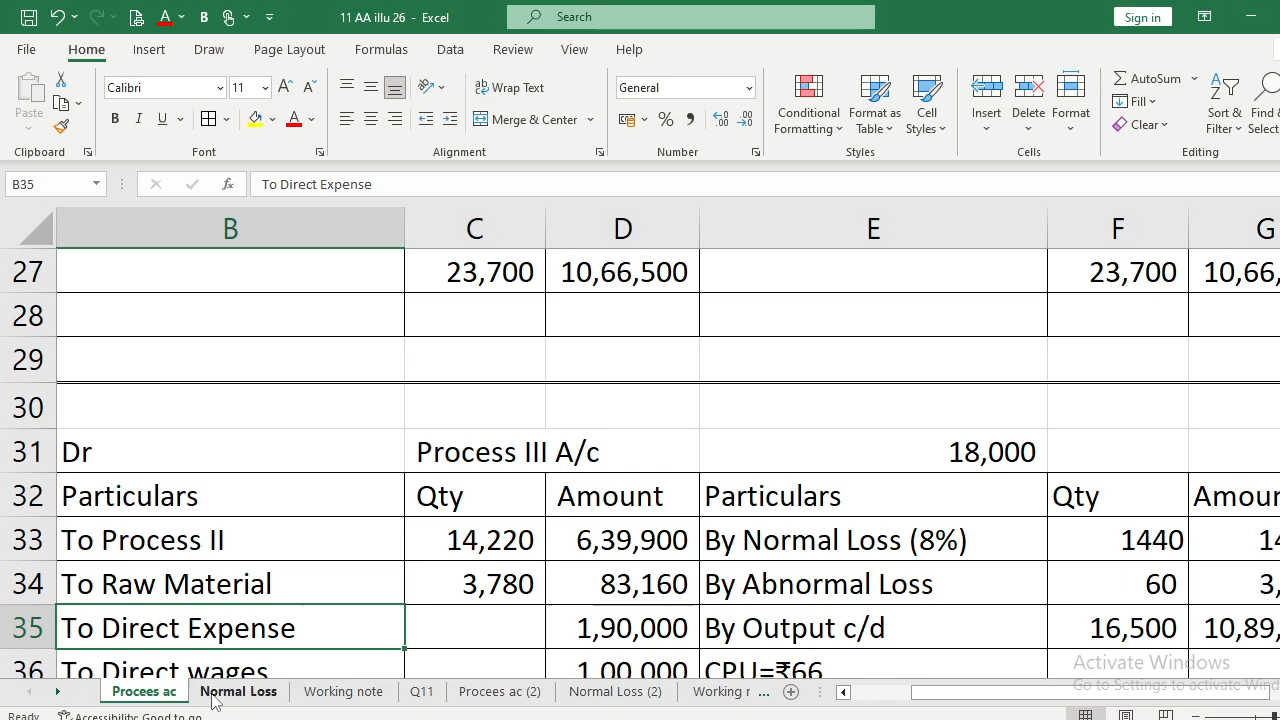 11 AA illu 26 - Excel
Search
Sign in
File Home Insert Draw Page Layout Formulas Data Review View Help
Paste
Calibri 11
Wrap Text
Merge & Center
General
Conditional Formatting
Format as Table
Cell Styles
Insert
Delete
Format
AutoSum
Fill
Clear
Sort & Filter
Find &
Clipboard Font Alignment Number Styles Cells Editing
B35 fx To Direct Expense
B C D E F G
27 23,700 10,66,500 23,700 10,66,
28
29
30
31 Dr Process III A/c 18,000
32 Particulars Qty Amount Particulars Qty Amour
33 To Process II 14,220 6,39,900 By Normal Loss (8%) 1440 14
34 To Raw Material 3,780 83,160 By Abnormal Loss 60 3,
35 To Direct Expense 1,90,000 By Output c/d 16,500 10,89,
36 To Direct wages 1,00,000 CPU=₹66
Activate Windows
Go to Settings to activate Wind
Procees ac Normal Loss Working note Q11 Procees ac (2) Normal Loss (2) Working r ...
Ready Accessibility: Good to go